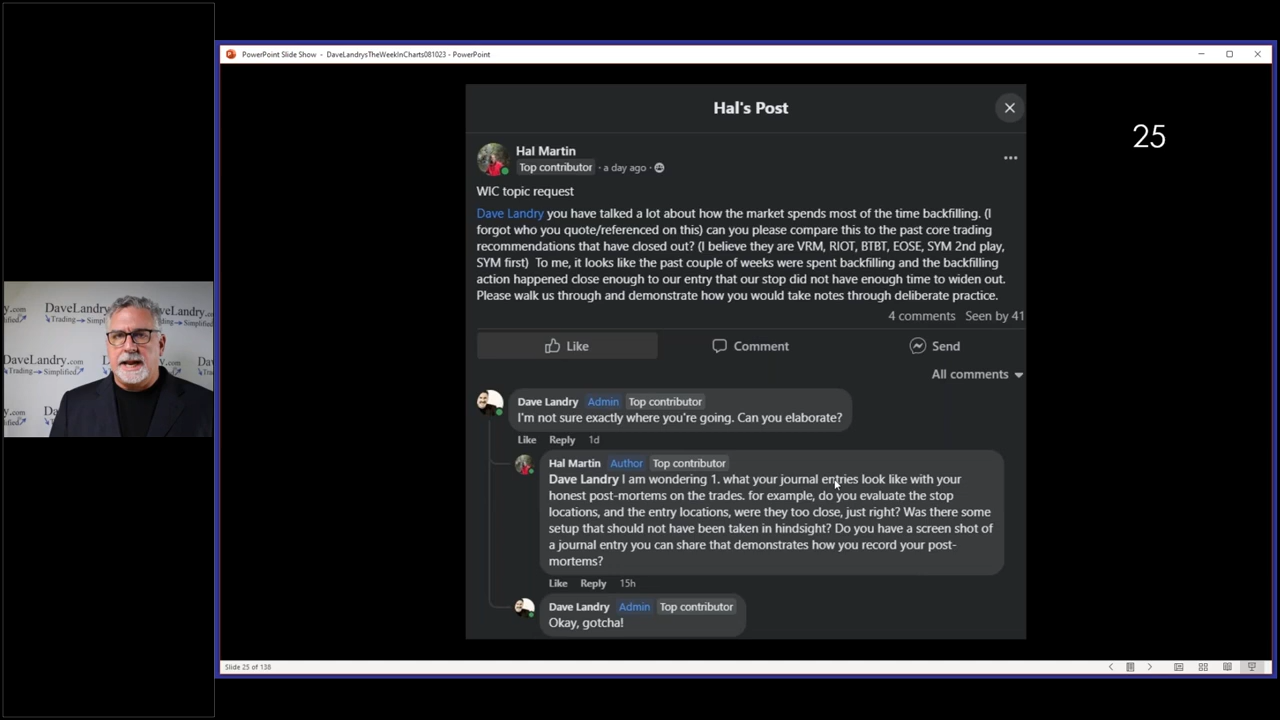 PowerPoint Slide Show - DaveLandrysTheWeekInCharts081023 - PowerPoint
Hal's Post
25
Hal Martin
Top contributor · a day ago ·
WIC topic request
Dave Landry you have talked a lot about how the market spends most of the time backfilling. (I
forgot who you quote/referenced on this) can you please compare this to the past core trading
recommendations that have closed out? (I believe they are VRM, RIOT, BTBT, EOSE, SYM 2nd play,
SYM first) To me, it looks like the past couple of weeks were spent backfilling and the backfilling
action happened close enough to our entry that our stop did not have enough time to widen out.
Please walk us through and demonstrate how you would take notes through deliberate practice.
4 comments Seen by 41
Like Comment Send
All comments
Dave Landry Admin Top contributor
I'm not sure exactly where you're going. Can you elaborate?
Like Reply 1d
Hal Martin Author Top contributor
Dave Landry I am wondering 1. what your journal entries look like with your
honest post-mortems on the trades. for example, do you evaluate the stop
locations, and the entry locations, were they too close, just right? Was there some
setup that should not have been taken in hindsight? Do you have a screen shot of
a journal entry you can share that demonstrates how you record your post-
mortems?
Like Reply 15h
Dave Landry Admin Top contributor
Okay, gotcha!
Slide 25 of 138
DaveLandry.com
Trading Simplified